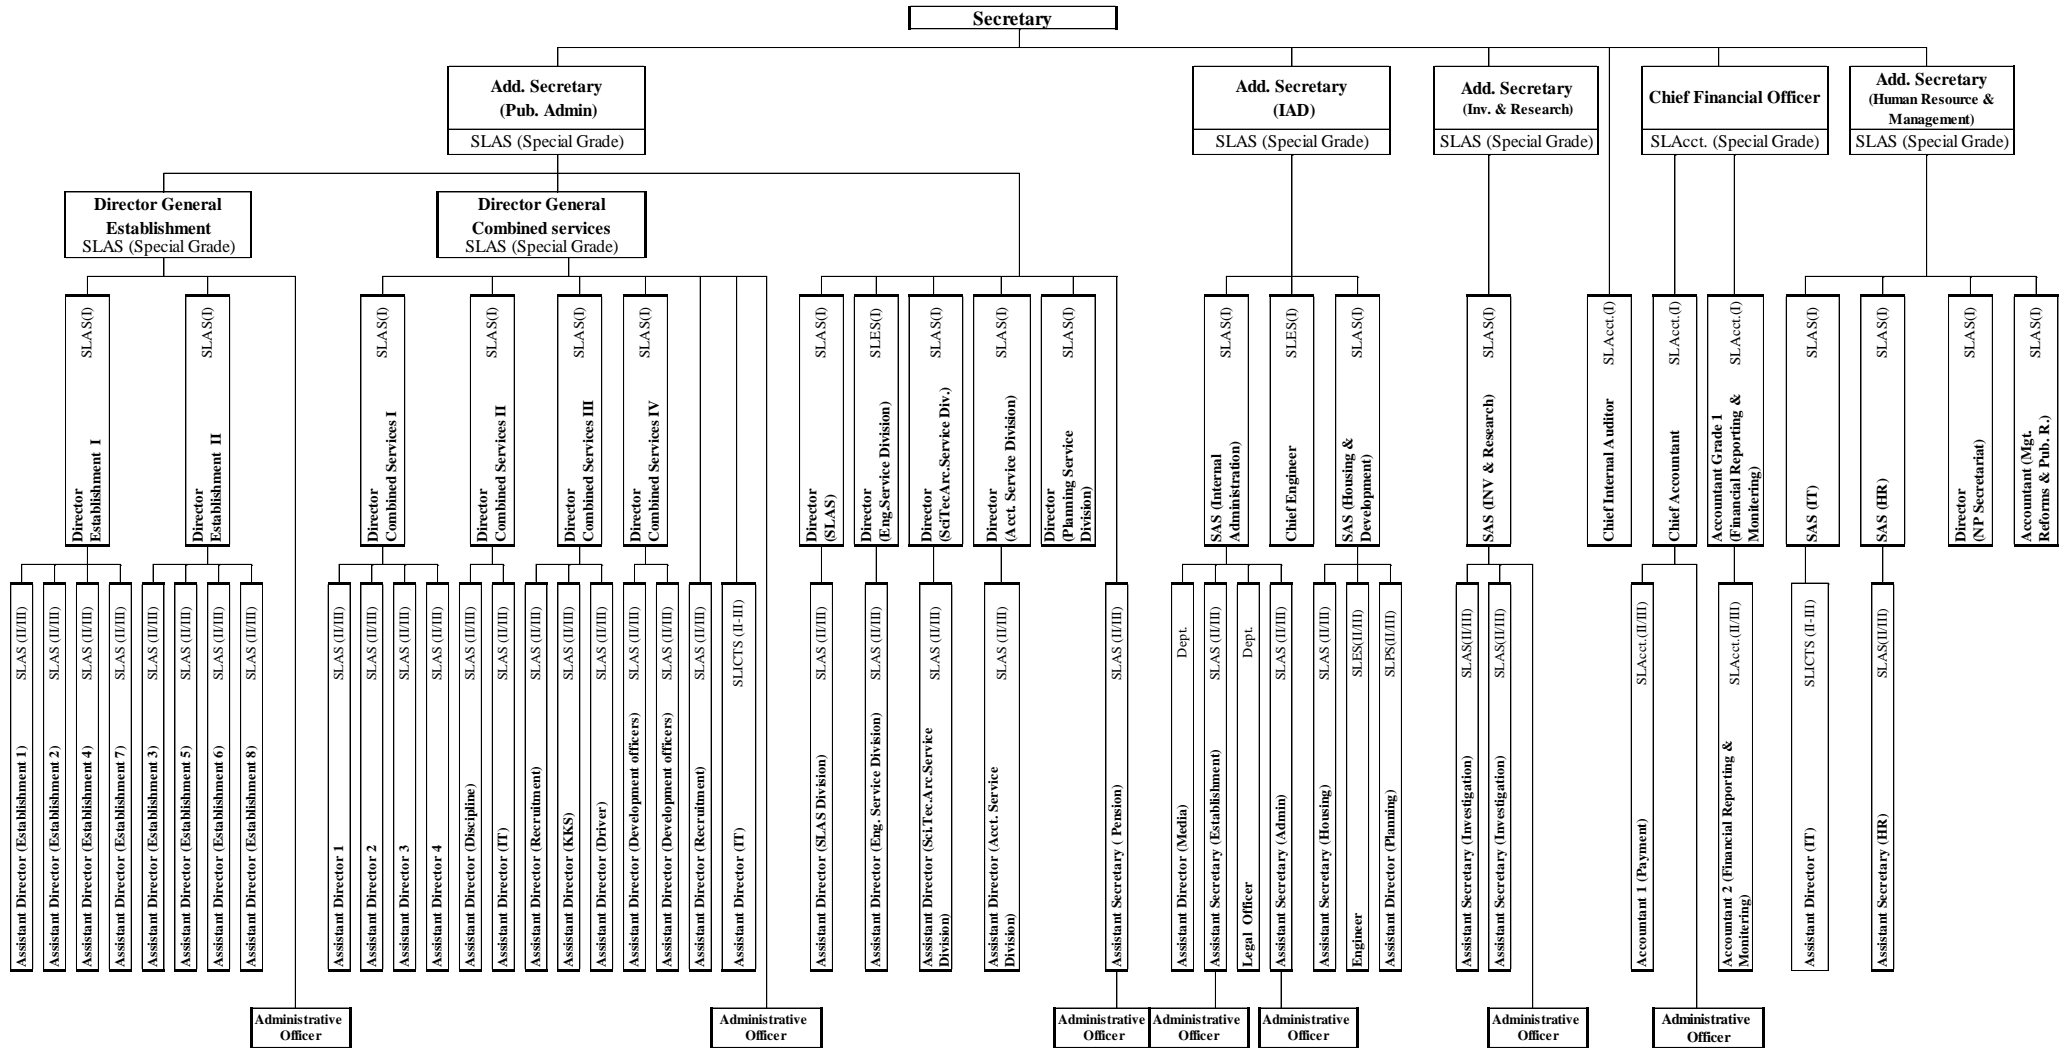 Secretary
Add. Secretary
(Pub. Admin)
SLAS (Special Grade)
Add. Secretary
(IAD)
SLAS (Special Grade)
Add. Secretary
(Inv. & Research)
SLAS (Special Grade)
Chief Financial Officer
SLAcct. (Special Grade)
Add. Secretary
(Human Resource &
Management)
SLAS (Special Grade)
Director General
Establishment
SLAS (Special Grade)
Director General
Combined services
SLAS (Special Grade)
Director
Establishment I
SLAS(I)
Director
Establishment II
SLAS(I)
Director
Combined Services I
SLAS(I)
Director
Combined Services II
SLAS(I)
Director
Combined Services III
SLAS(I)
Director
Combined Services IV
SLAS(I)
Director
(SLAS)
SLAS(I)
Director
(Eng.Service Division)
SLES(I)
Director
(SciTecArc.Service Div.)
SLAS(I)
Director
(Acct. Service Division)
SLAS(I)
Director
(Planning Service
Division)
SLAS(I)
SAS (Internal
Administration)
SLAS(I)
Chief Engineer
SLES(I)
SAS (Housing &
Development)
SLAS(I)
SAS (INV & Research)
SLAS(I)
Chief Internal Auditor
SLAcct.(I)
Chief Accountant
SLAcct.(I)
Accountant Grade 1
(Financial Reporting &
Monitering)
SLAcct.(I)
SAS (IT)
SLAS(I)
SAS (HR)
SLAS(I)
Director
(NP Secretariat)
SLAS(I)
Accountant (Mgt.
Reforms & Pub. R.)
SLAS(I)
Assistant Director (Establishment 1)
SLAS (II/III)
Assistant Director (Establishment 2)
SLAS (II/III)
Assistant Director (Establishment 4)
SLAS (II/III)
Assistant Director (Establishment 7)
SLAS (II/III)
Assistant Director (Establishment 3)
SLAS (II/III)
Assistant Director (Establishment 5)
SLAS (II/III)
Assistant Director (Establishment 6)
SLAS (II/III)
Assistant Director (Establishment 8)
SLAS (II/III)
Assistant Director 1
SLAS (II/III)
Assistant Director 2
SLAS (II/III)
Assistant Director 3
SLAS (II/III)
Assistant Director 4
SLAS (II/III)
Assistant Director (Discipline)
SLAS (II/III)
Assistant Director (IT)
SLAS (II/III)
Assistant Director (Recruitment)
SLAS (II/III)
Assistant Director (KKS)
SLAS (II/III)
Assistant Director (Driver)
SLAS (II/III)
Assistant Director (Development officers)
SLAS (II/III)
Assistant Director (Development officers)
SLAS (II/III)
Assistant Director (Recruitment)
SLAS (II/III)
Assistant Director (IT)
SLICTS (II-III)
Assistant Director (SLAS Division)
SLAS (II/III)
Assistant Director (Eng. Service Division)
SLAS (II/III)
Assistant Director (Sci.Tec.Arc.Service
Division)
SLAS (II/III)
Assistant Director (Acct. Service
Division)
SLAS (II/III)
Assistant Secretary ( Pension)
SLAS (II/III)
Assistant Director (Media)
Dept.
Assistant Secretary (Establishment)
SLAS (II/III)
Legal Officer
Dept.
Assistant Secretary (Admin)
SLAS (II/III)
Assistant Secretary (Housing)
SLAS (II/III)
Engineer
SLES(II/III)
Assistant Director (Planning)
SLPS(II/III)
Assistant Secretary (Investigation)
SLAS(II/III)
Assistant Secretary (Investigation)
SLAS(II/III)
Accountant 1 (Payment)
SLAcct.(II/III)
Accountant 2 (Financial Reporting &
Monitering)
SLAcct.(II/III)
Assistant Director (IT)
SLICTS (II-III)
Assistant Secretary (HR)
SLAS(II/III)
Administrative
Officer
Administrative
Officer
Administrative
Officer
Administrative
Officer
Administrative
Officer
Administrative
Officer
Administrative
Officer